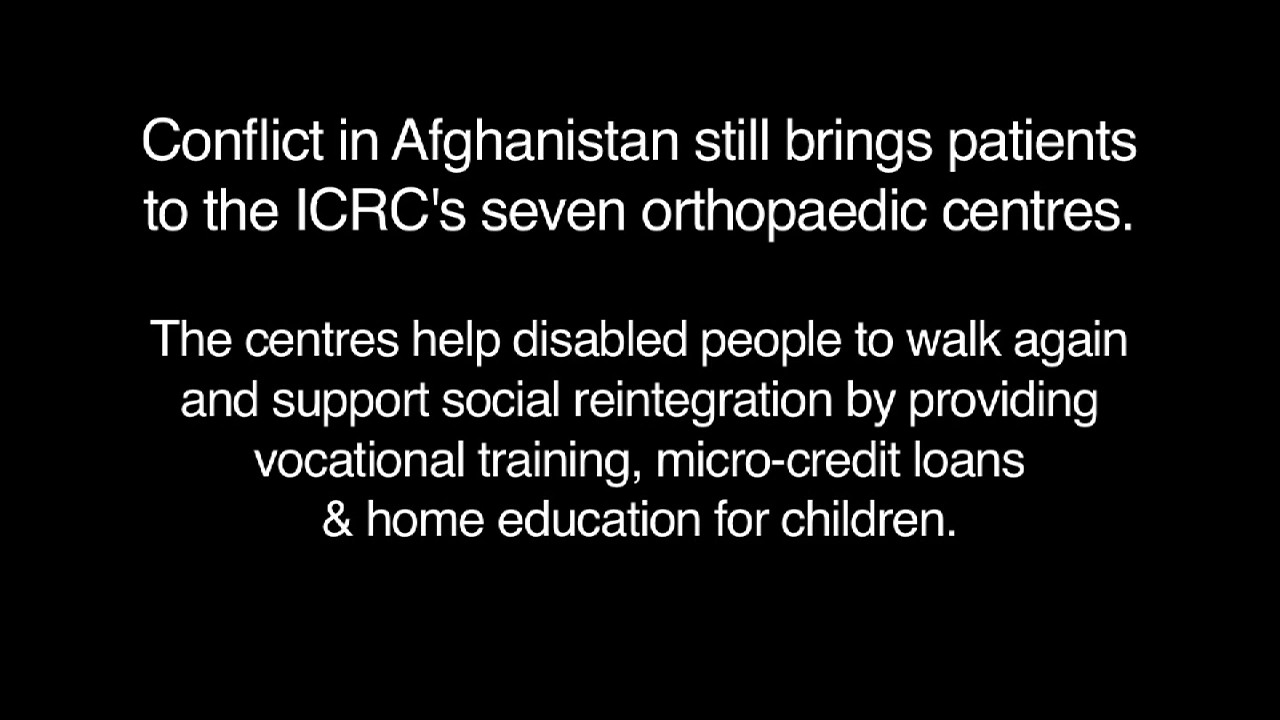 Conflict in Afghanistan still brings patients
to the ICRC's seven orthopaedic centres.
The centres help disabled people to walk again
and support social reintegration by providing
vocational training, micro-credit loans
& home education for children.